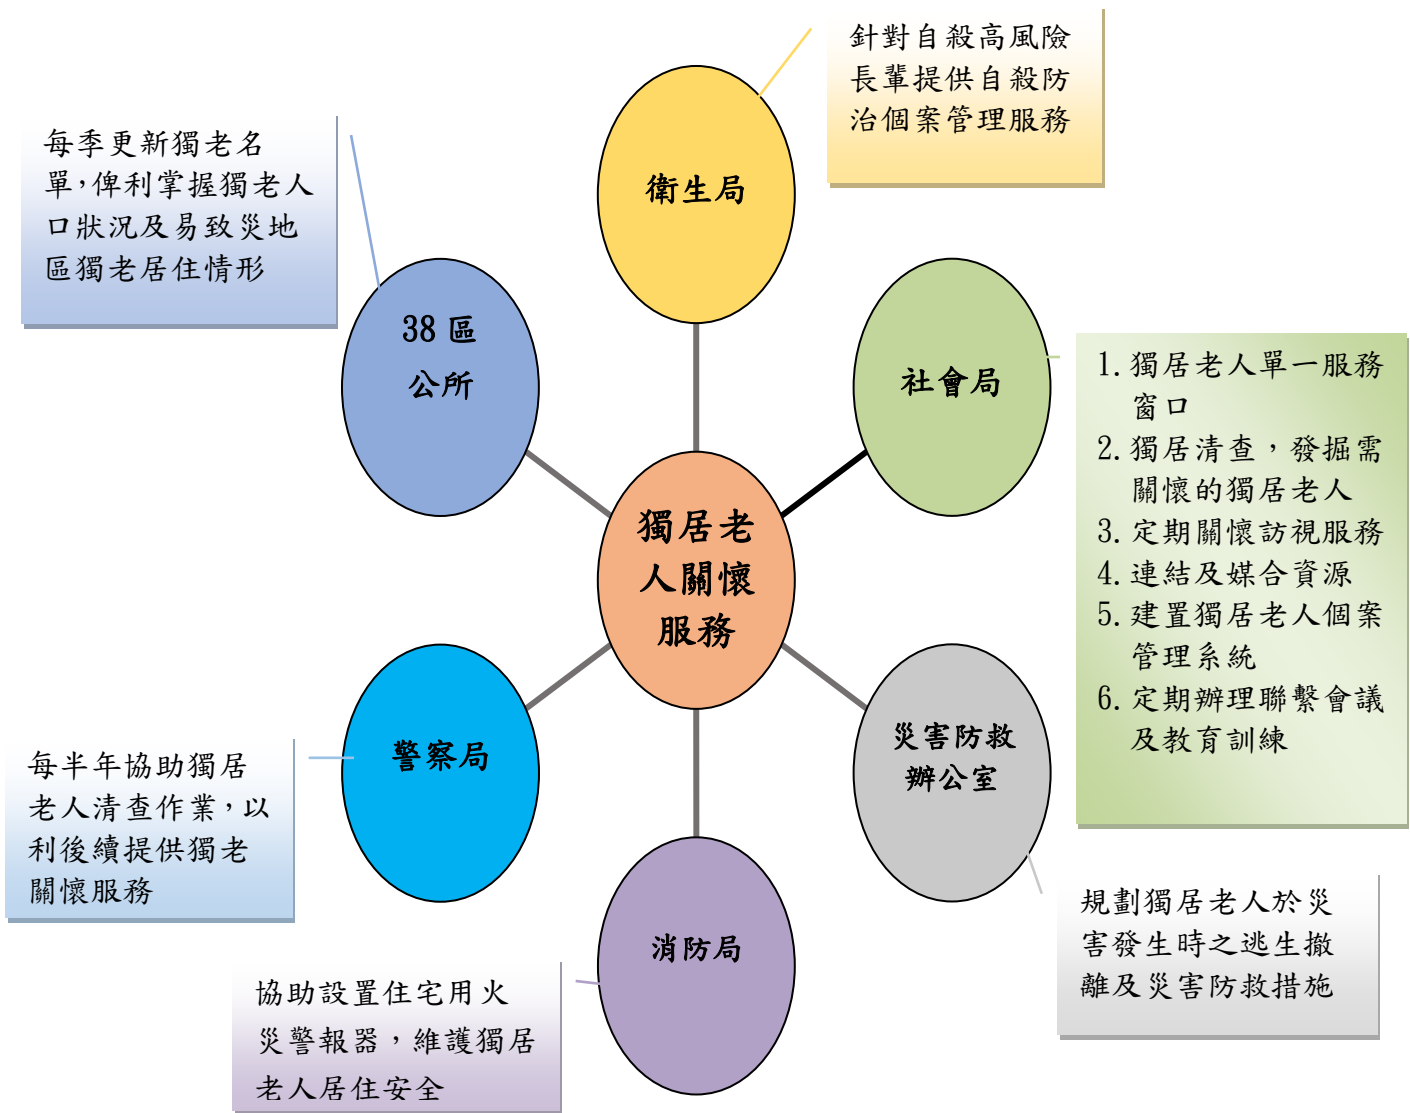 針對自殺高風險
長輩提供自殺防
治個案管理服務
衛生局
每季更新獨老名
單,俾利掌握獨老人
口狀況及易致災地
區獨老居住情形
38 區
公所
社會局
1.獨居老人單一服務
窗口
2.獨居清查，發掘需
關懷的獨居老人
3.定期關懷訪視服務
4.連結及媒合資源
5.建置獨居老人個案
管理系統
6.定期辦理聯繫會議
及教育訓練
獨居老
人關懷
服務
災害防救
辦公室
規劃獨居老人於災
害發生時之逃生撤
離及災害防救措施
警察局
每半年協助獨居
老人清查作業,以
利後續提供獨老
關懷服務
消防局
協助設置住宅用火
災警報器，維護獨居
老人居住安全